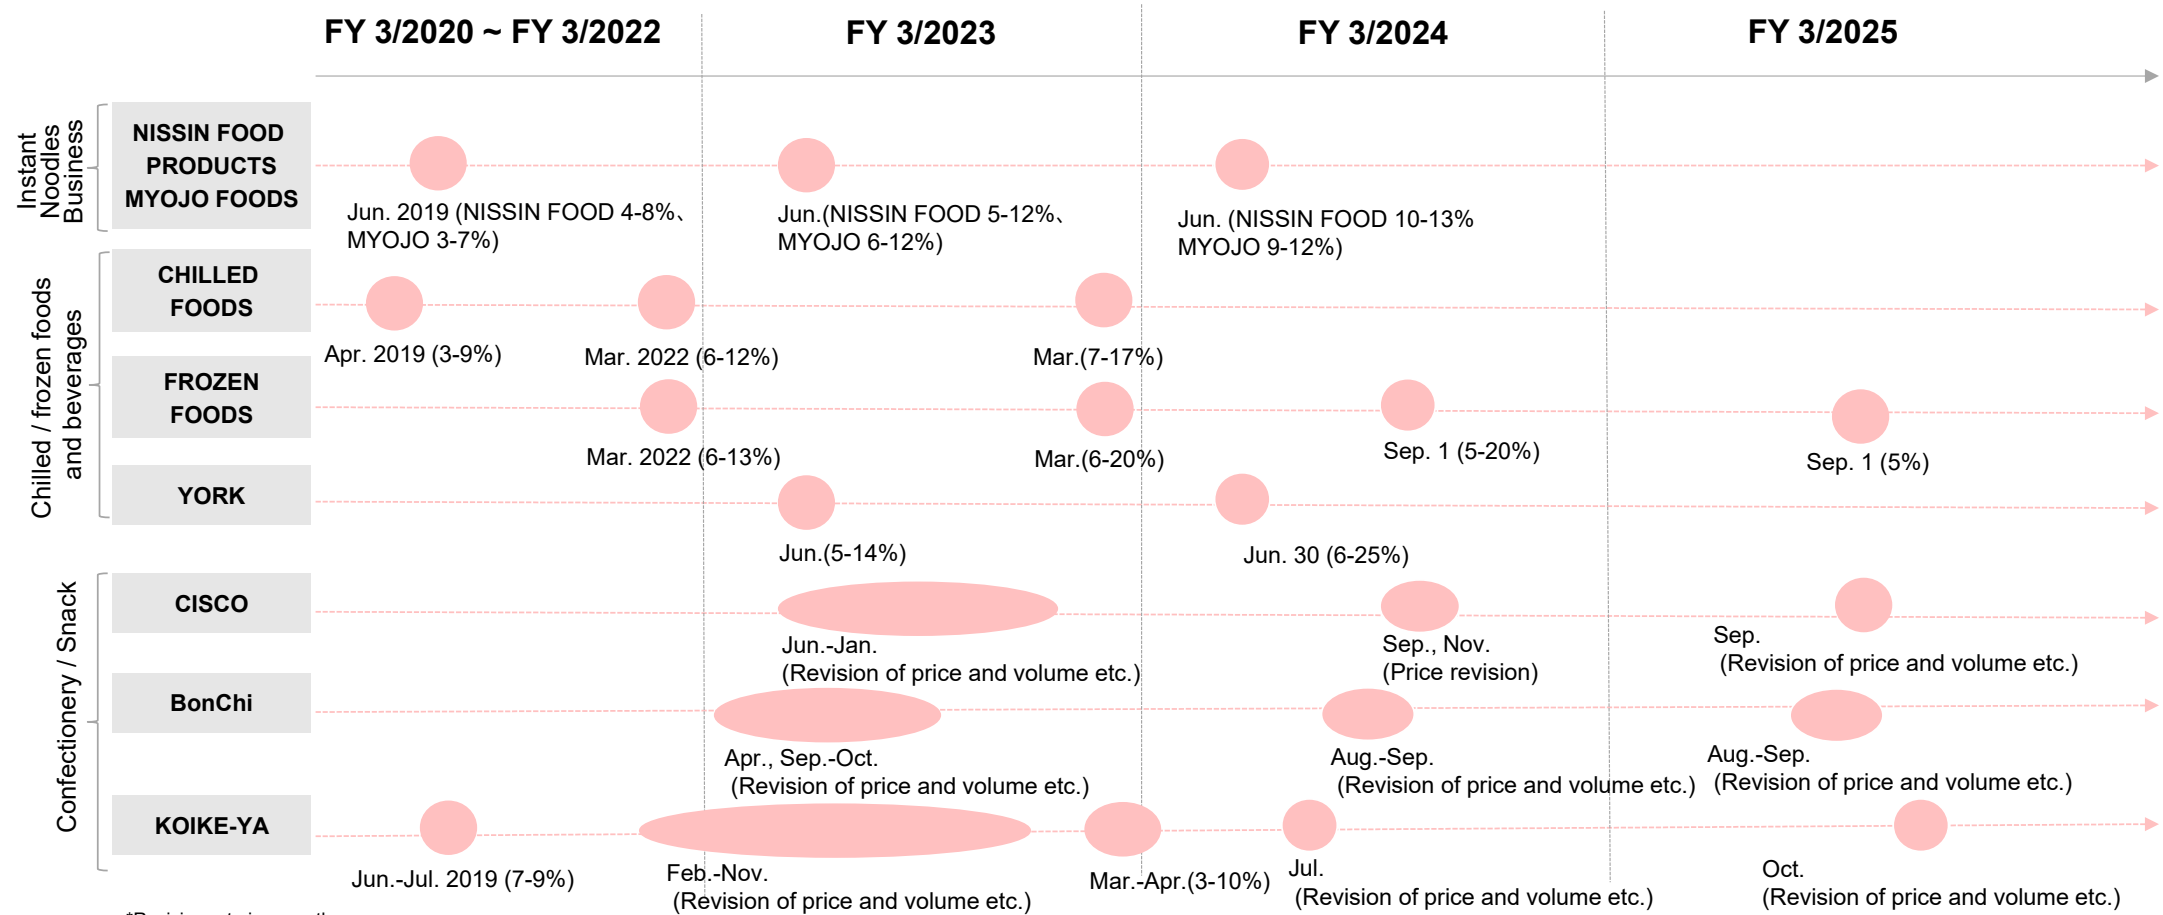 FY 3/2020 ~ FY 3/2022
FY 3/2023
FY 3/2024
FY 3/2025
Instant
Noodles
Business
NISSIN FOOD
PRODUCTS
MYOJO FOODS
Jun. 2019 (NISSIN FOOD 4-8%、
MYOJO 3-7%)
Jun.(NISSIN FOOD 5-12%、
MYOJO 6-12%)
Jun. (NISSIN FOOD 10-13%
MYOJO 9-12%)
Chilled / frozen foods
and beverages
CHILLED
FOODS
Apr. 2019 (3-9%)
Mar. 2022 (6-12%)
Mar.(7-17%)
FROZEN
FOODS
Mar. 2022 (6-13%)
Mar.(6-20%)
Sep. 1 (5-20%)
Sep. 1 (5%)
YORK
Jun.(5-14%)
Jun. 30 (6-25%)
Confectionery / Snack
CISCO
Jun.-Jan.
(Revision of price and volume etc.)
Sep., Nov.
(Price revision)
Sep.
(Revision of price and volume etc.)
BonChi
Apr., Sep.-Oct.
(Revision of price and volume etc.)
Aug.-Sep.
(Revision of price and volume etc.)
Aug.-Sep.
(Revision of price and volume etc.)
KOIKE-YA
Jun.-Jul. 2019 (7-9%)
Feb.-Nov.
(Revision of price and volume etc.)
Mar.-Apr.(3-10%)
Jul.
(Revision of price and volume etc.)
Oct.
(Revision of price and volume etc.)